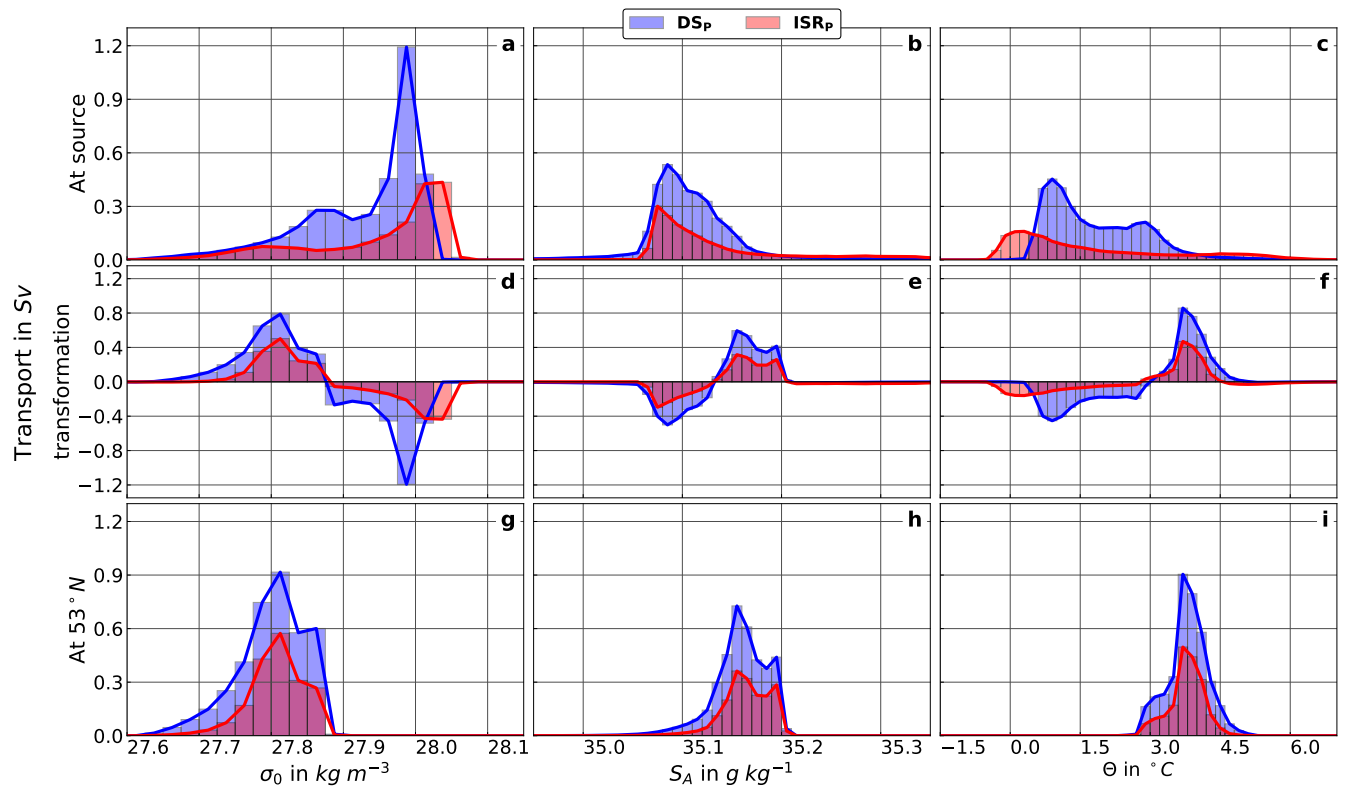 DSP ISRP
a
b
c
1.2
0.9
0.6
0.3
0.0
At source
d
e
f
1.2
0.8
0.4
0.0
−0.4
−0.8
−1.2
Transport in Sv
transformation
g
h
i
1.2
0.9
0.6
0.3
0.0
At 53°N
27.6 27.7 27.8 27.9 28.0 28.1
35.0 35.1 35.2 35.3
−1.5 0.0 1.5 3.0 4.5 6.0
σ0 in kg m−3
SA in g kg−1
Θ in °C